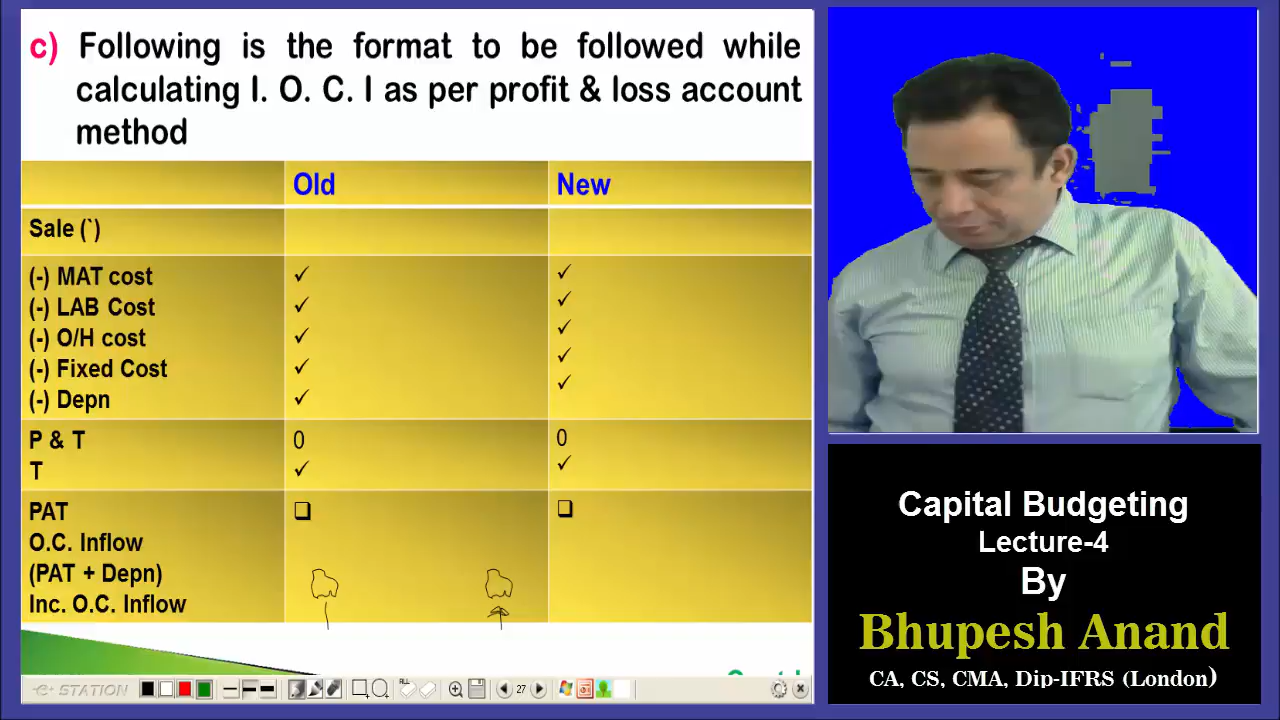 c) Following is the format to be followed while
calculating I. O. C. I as per profit & loss account
method
Old New
Sale (`)
(-) MAT cost ✓ ✓
(-) LAB Cost ✓ ✓
(-) O/H cost ✓ ✓
(-) Fixed Cost ✓ ✓
(-) Depn ✓ ✓
P & T 0 0
T ✓ ✓
PAT ❑ ❑
O.C. Inflow
(PAT + Depn)
Inc. O.C. Inflow
e STATION
27
Capital Budgeting
Lecture-4
By
Bhupesh Anand
CA, CS, CMA, Dip-IFRS (London)